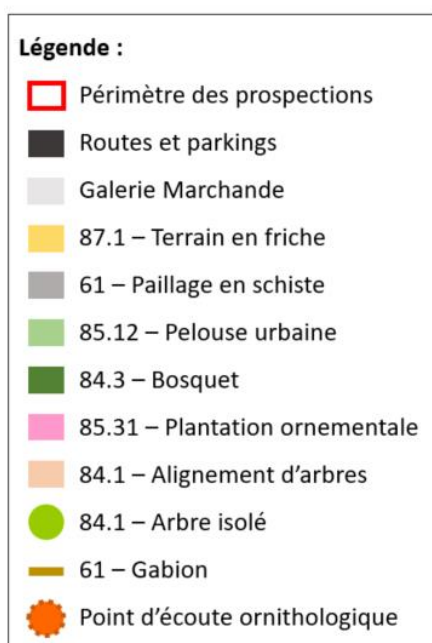 Légende :
Périmètre des prospections
Routes et parkings
Galerie Marchande
87.1 – Terrain en friche
61 – Paillage en schiste
85.12 – Pelouse urbaine
84.3 – Bosquet
85.31 – Plantation ornementale
84.1 – Alignement d’arbres
84.1 – Arbre isolé
61 – Gabion
Point d’écoute ornithologique